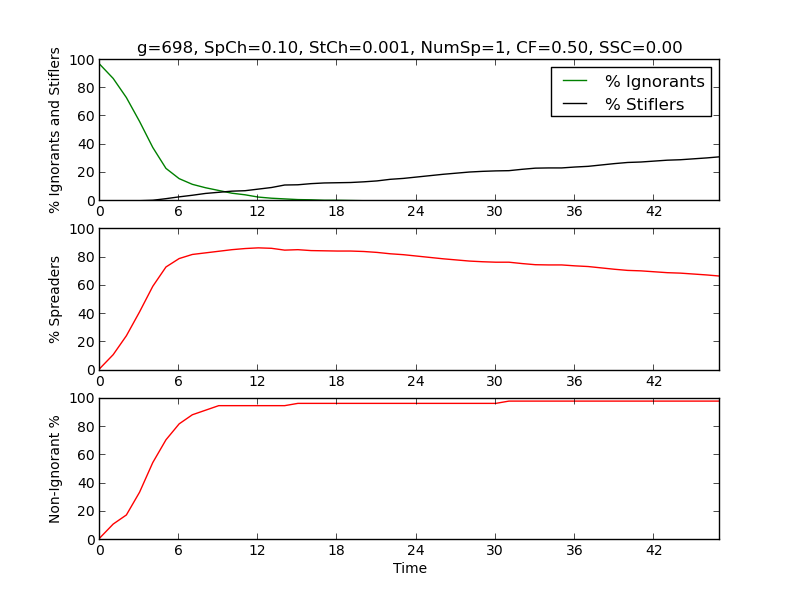 g=698, SpCh=0.10, StCh=0.001, NumSp=1, CF=0.50, SSC=0.00
% Ignorants and Stiflers
100
80
60
40
20
0
% Ignorants
% Stiflers
0 6 12 18 24 30 36 42
% Spreaders
100
80
60
40
20
0
0 6 12 18 24 30 36 42
Non-Ignorant %
100
80
60
40
20
0
0 6 12 18 24 30 36 42
Time